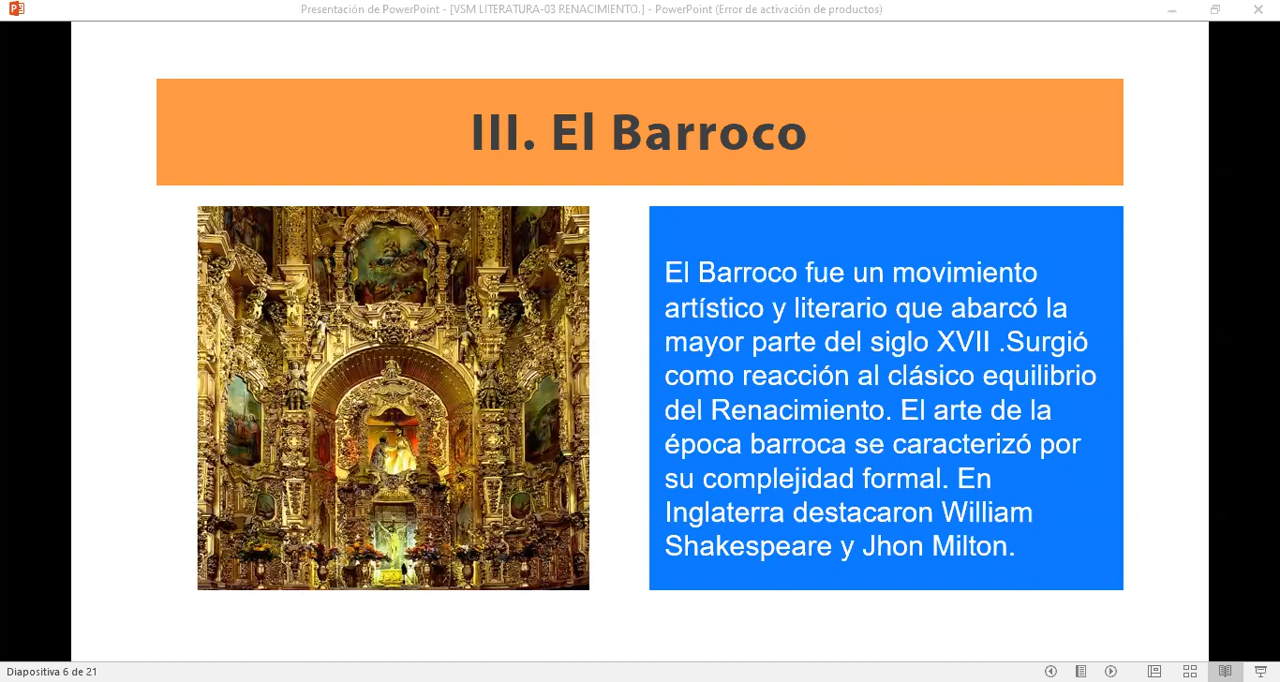 Presentación de PowerPoint - [VSM LITERATURA-03 RENACIMIENTO.] - PowerPoint (Error de activación de productos)
III. El Barroco
El Barroco fue un movimiento
artístico y literario que abarcó la
mayor parte del siglo XVII .Surgió
como reacción al clásico equilibrio
del Renacimiento. El arte de la
época barroca se caracterizó por
su complejidad formal. En
Inglaterra destacaron William
Shakespeare y Jhon Milton.
Diapositiva 6 de 21